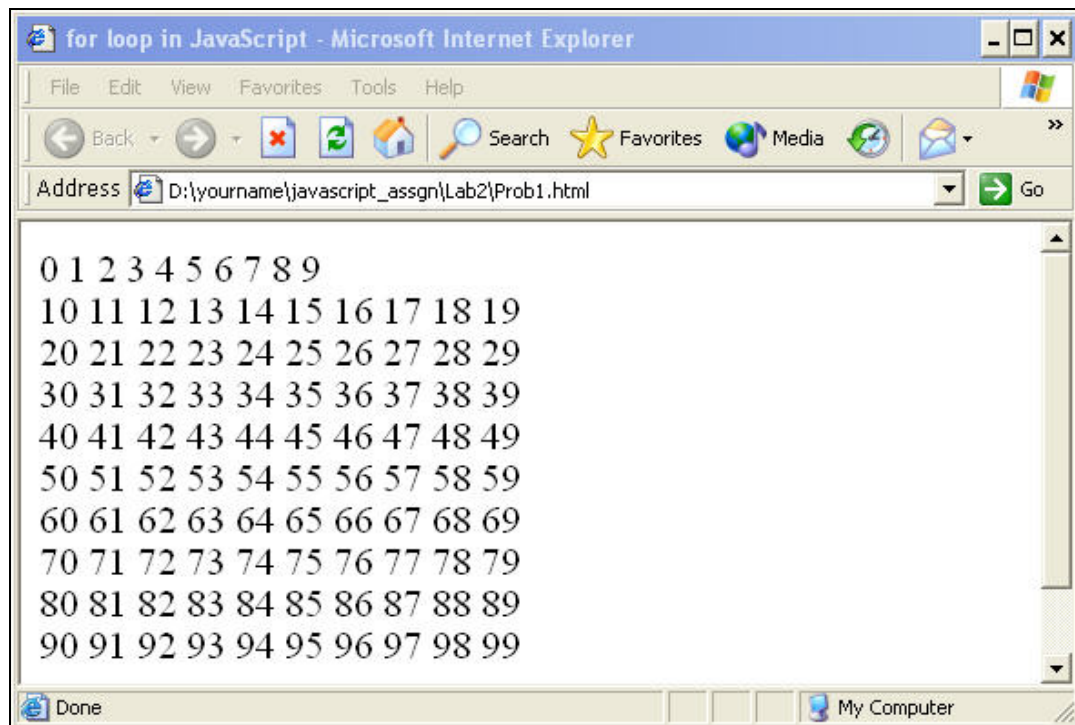 for loop in JavaScript - Microsoft Internet Explorer
File Edit View Favorites Tools Help
Back Search Favorites Media »
Address D:\yourname\javascript_assgn\Lab2\Prob1.html Go
0 1 2 3 4 5 6 7 8 9
10 11 12 13 14 15 16 17 18 19
20 21 22 23 24 25 26 27 28 29
30 31 32 33 34 35 36 37 38 39
40 41 42 43 44 45 46 47 48 49
50 51 52 53 54 55 56 57 58 59
60 61 62 63 64 65 66 67 68 69
70 71 72 73 74 75 76 77 78 79
80 81 82 83 84 85 86 87 88 89
90 91 92 93 94 95 96 97 98 99
Done My Computer